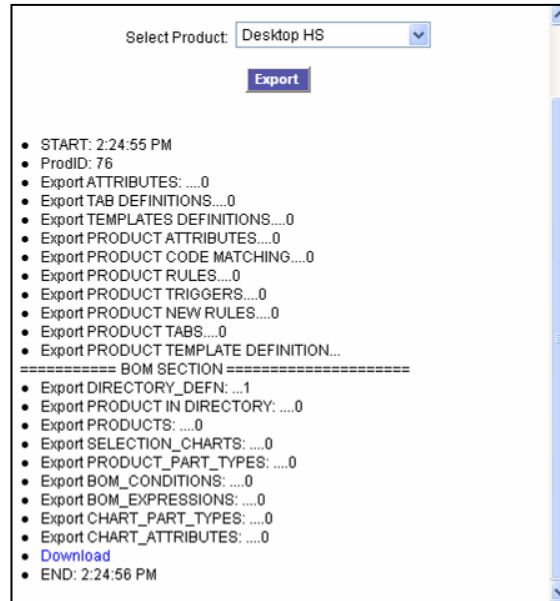 Select Product: Desktop HS
Export
• START: 2:24:55 PM
• ProdID: 76
• Export ATTRIBUTES: ....0
• Export TAB DEFINITIONS....0
• Export TEMPLATES DEFINITIONS....0
• Export PRODUCT ATTRIBUTES....0
• Export PRODUCT CODE MATCHING....0
• Export PRODUCT RULES....0
• Export PRODUCT TRIGGERS....0
• Export PRODUCT NEW RULES....0
• Export PRODUCT TABS....0
• Export PRODUCT TEMPLATE DEFINITION...
=========== BOM SECTION =====================
• Export DIRECTORY_DEFN: ...1
• Export PRODUCT IN DIRECTORY: ....0
• Export PRODUCTS: ....0
• Export SELECTION_CHARTS: ....0
• Export PRODUCT_PART_TYPES: ....0
• Export BOM_CONDITIONS: ....0
• Export BOM_EXPRESSIONS: ....0
• Export CHART_PART_TYPES: ....0
• Export CHART_ATTRIBUTES: ....0
• Download
• END: 2:24:56 PM